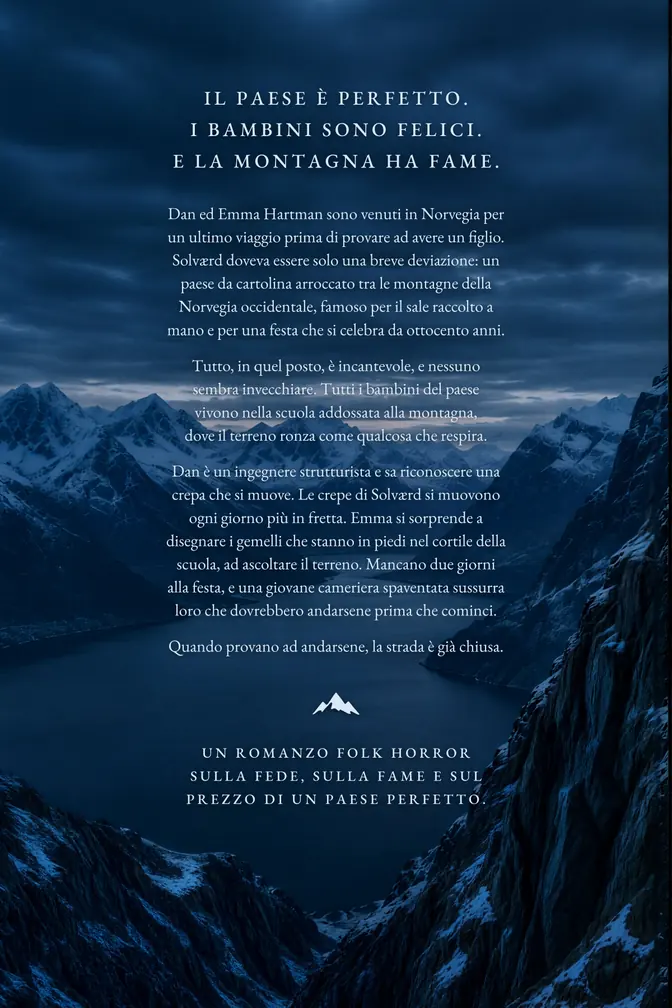 IL PAESE È PERFETTO.
I BAMBINI SONO FELICI.
E LA MONTAGNA HA FAME.
Dan ed Emma Hartman sono venuti in Norvegia per
un ultimo viaggio prima di provare ad avere un figlio.
Solværd doveva essere solo una breve deviazione: un
paese da cartolina arroccato tra le montagne della
Norvegia occidentale, famoso per il sale raccolto a
mano e per una festa che si celebra da ottocento anni.
Tutto, in quel posto, è incantevole, e nessuno
sembra invecchiare. Tutti i bambini del paese
vivono nella scuola addossata alla montagna,
dove il terreno ronza come qualcosa che respira.
Dan è un ingegnere strutturista e sa riconoscere una
crepa che si muove. Le crepe di Solværd si muovono
ogni giorno più in fretta. Emma si sorprende a
disegnare i gemelli che stanno in piedi nel cortile della
scuola, ad ascoltare il terreno. Mancano due giorni
alla festa, e una giovane cameriera spaventata sussurra
loro che dovrebbero andarsene prima che cominci.
Quando provano ad andarsene, la strada è già chiusa.
UN ROMANZO FOLK HORROR
SULLA FEDE, SULLA FAME E SUL
PREZZO DI UN PAESE PERFETTO.